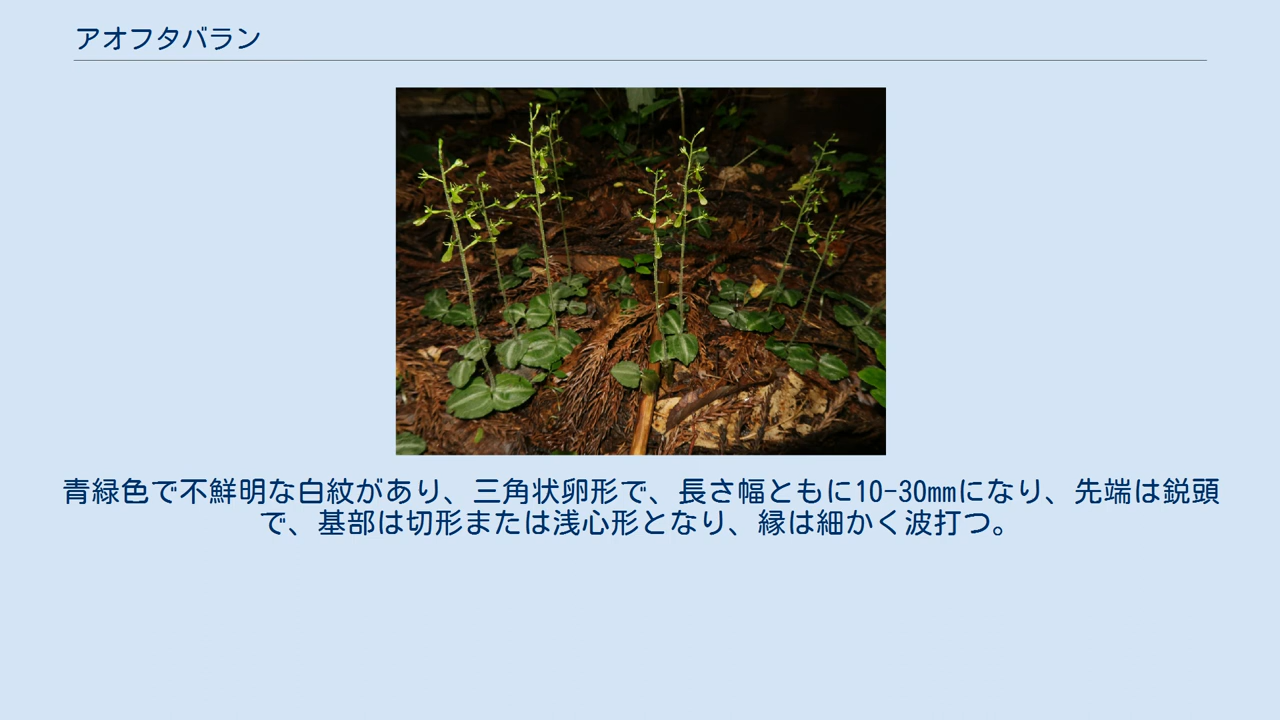 アオフタバラン
青緑色で不鮮明な白紋があり、三角状卵形で、長さ幅ともに10-30mmになり、先端は鋭頭
で、基部は切形または浅心形となり、縁は細かく波打つ。